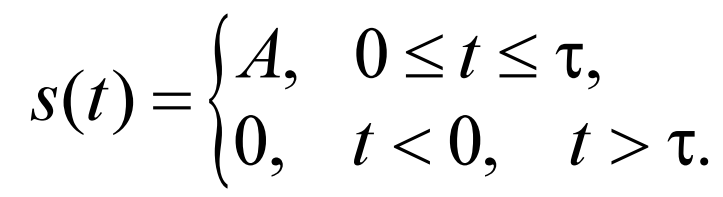 s(t) = { A, 0 ≤ t ≤ τ,
0, t < 0, t > τ.